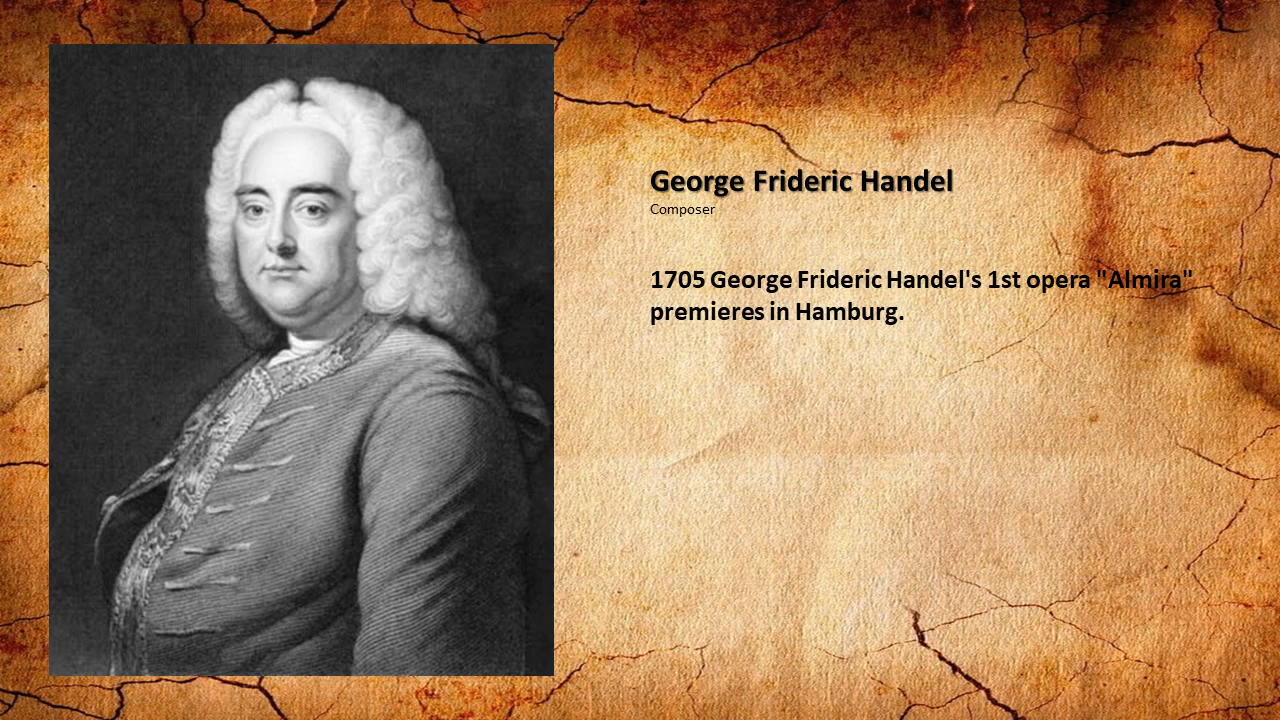 George Frideric Handel
Composer
1705 George Frideric Handel's 1st opera "Almira"
premieres in Hamburg.